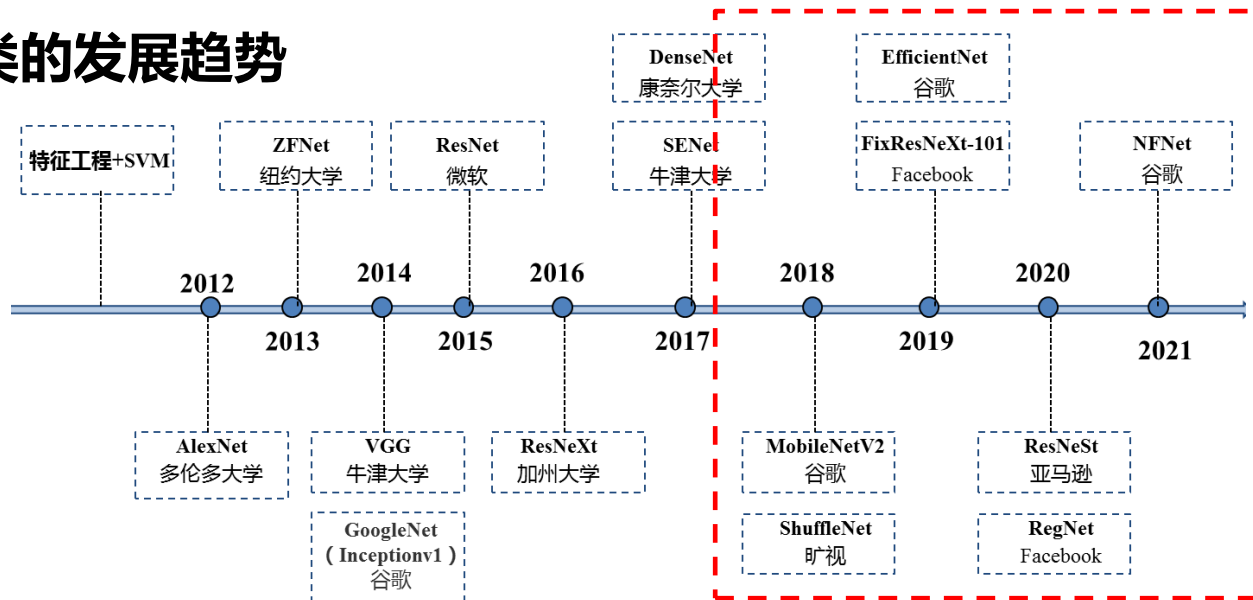 类的发展趋势
DenseNet
康奈尔大学
EfficientNet
谷歌
特征工程+SVM
ZFNet
纽约大学
ResNet
微软
SENet
牛津大学
FixResNeXt-101
Facebook
NFNet
谷歌
2012
2014
2016
2018
2020
2013
2015
2017
2019
2021
AlexNet
多伦多大学
VGG
牛津大学
ResNeXt
加州大学
MobileNetV2
谷歌
ResNeSt
亚马逊
GoogleNet
（Inceptionv1）
谷歌
ShuffleNet
旷视
RegNet
Facebook